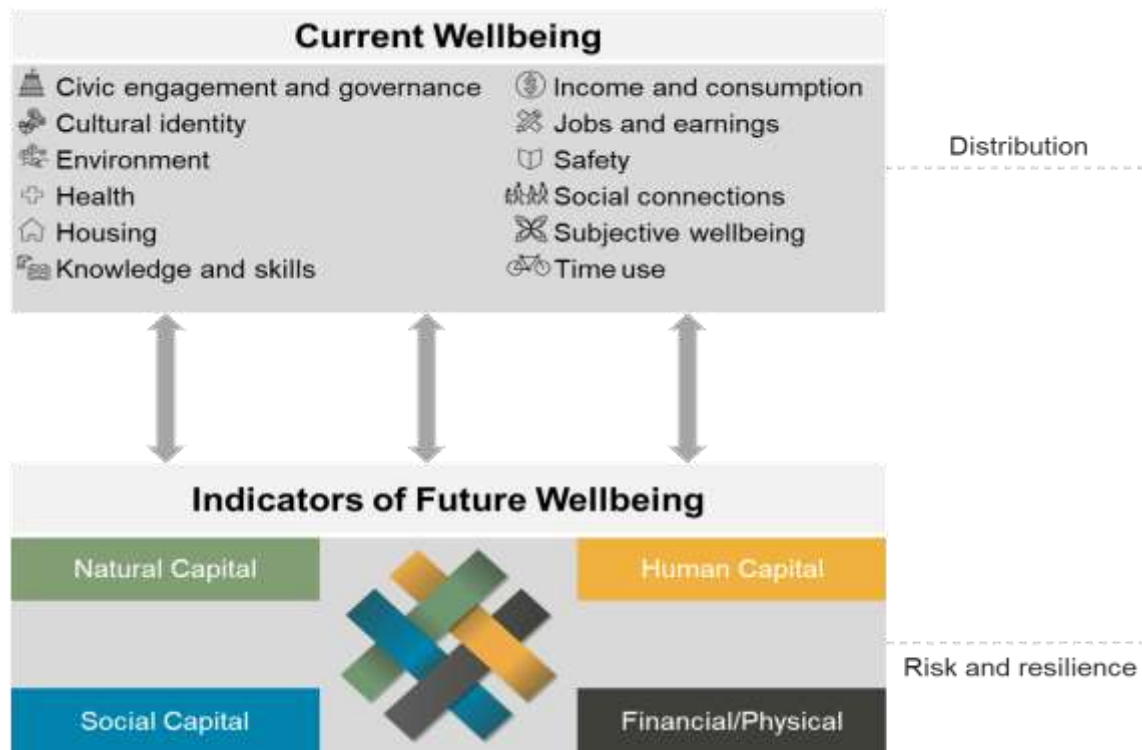 Current Wellbeing
Civic engagement and governance
Cultural identity
Environment
Health
Housing
Knowledge and skills
Income and consumption
Jobs and earnings
Safety
Social connections
Subjective wellbeing
Time use
Distribution
Indicators of Future Wellbeing
Natural Capital
Human Capital
Social Capital
Financial/Physical
Risk and resilience